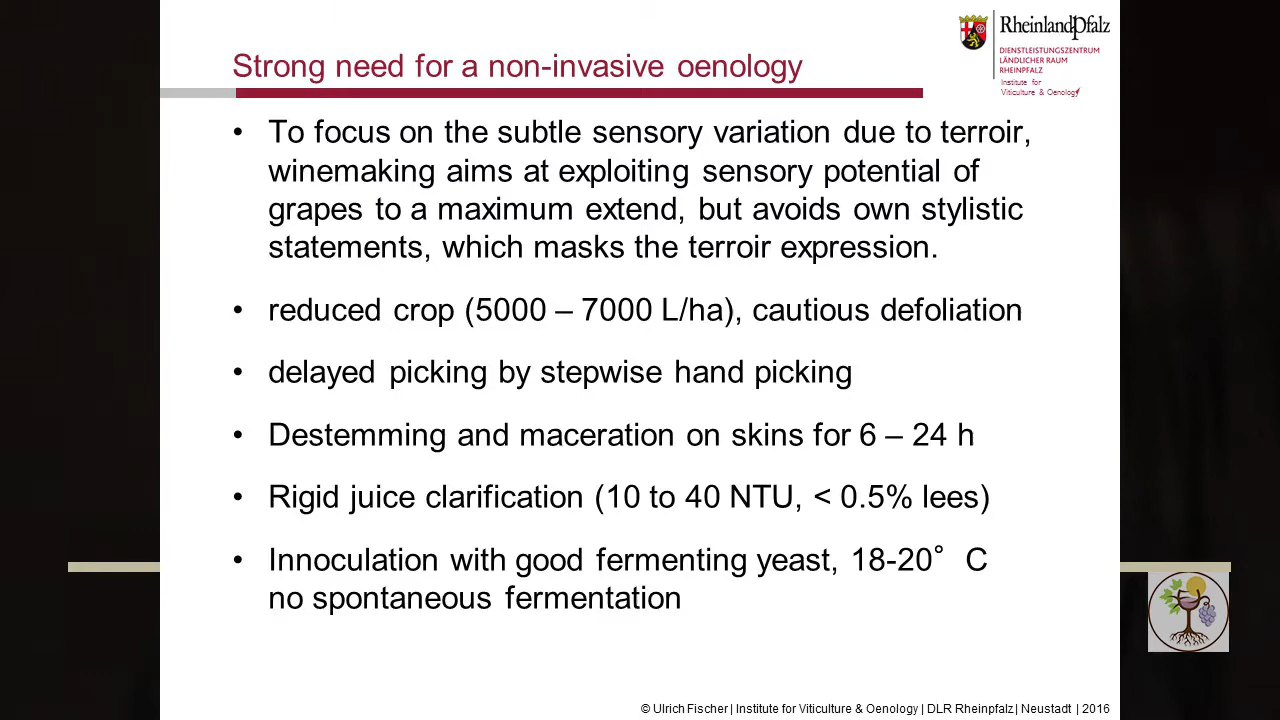 RheinlandPfalz
DIENSTLEISTUNGSZENTRUM
LÄNDLICHER RAUM
RHEINPFALZ
Institute for
Viticulture & Oenology
Strong need for a non-invasive oenology
• To focus on the subtle sensory variation due to terroir,
winemaking aims at exploiting sensory potential of
grapes to a maximum extend, but avoids own stylistic
statements, which masks the terroir expression.
• reduced crop (5000 – 7000 L/ha), cautious defoliation
• delayed picking by stepwise hand picking
• Destemming and maceration on skins for 6 – 24 h
• Rigid juice clarification (10 to 40 NTU, < 0.5% lees)
• Innoculation with good fermenting yeast, 18-20° C
no spontaneous fermentation
© Ulrich Fischer | Institute for Viticulture & Oenology | DLR Rheinpfalz | Neustadt | 2016